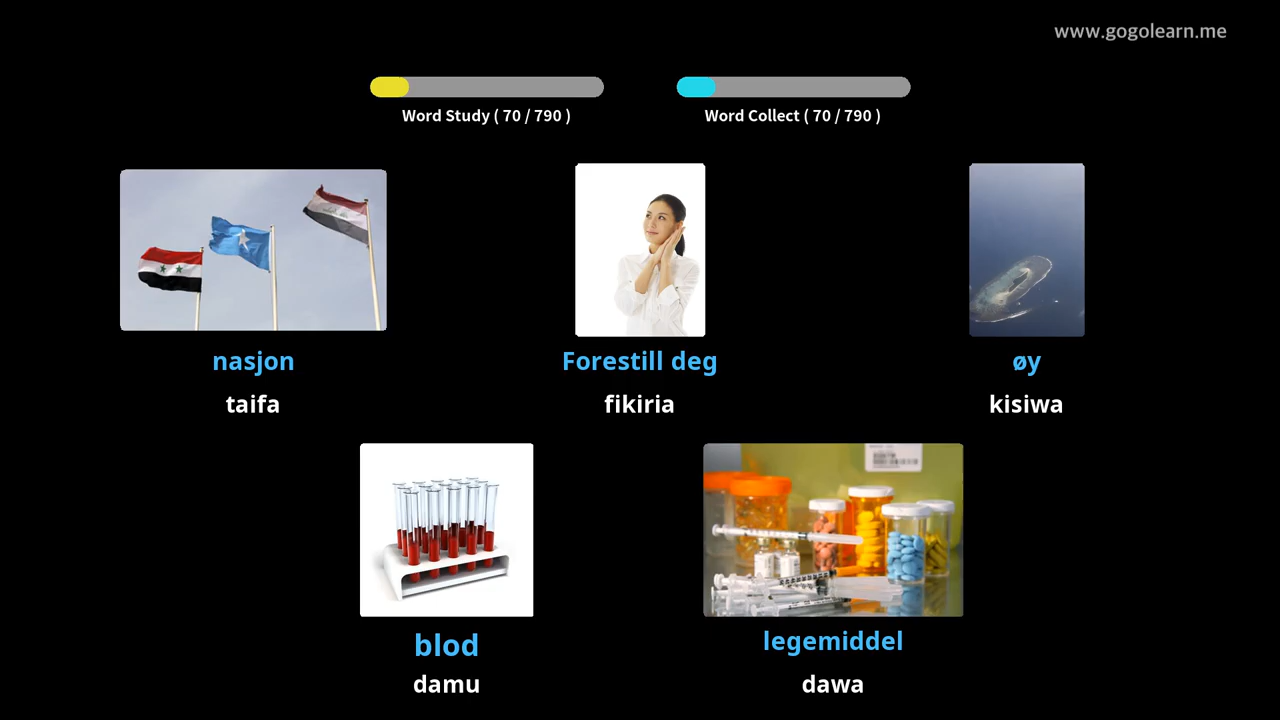 www.gogolearn.me
Word Study ( 70 / 790 )
Word Collect ( 70 / 790 )
nasjon
taifa
Forestill deg
fikiria
øy
kisiwa
blod
damu
legemiddel
dawa